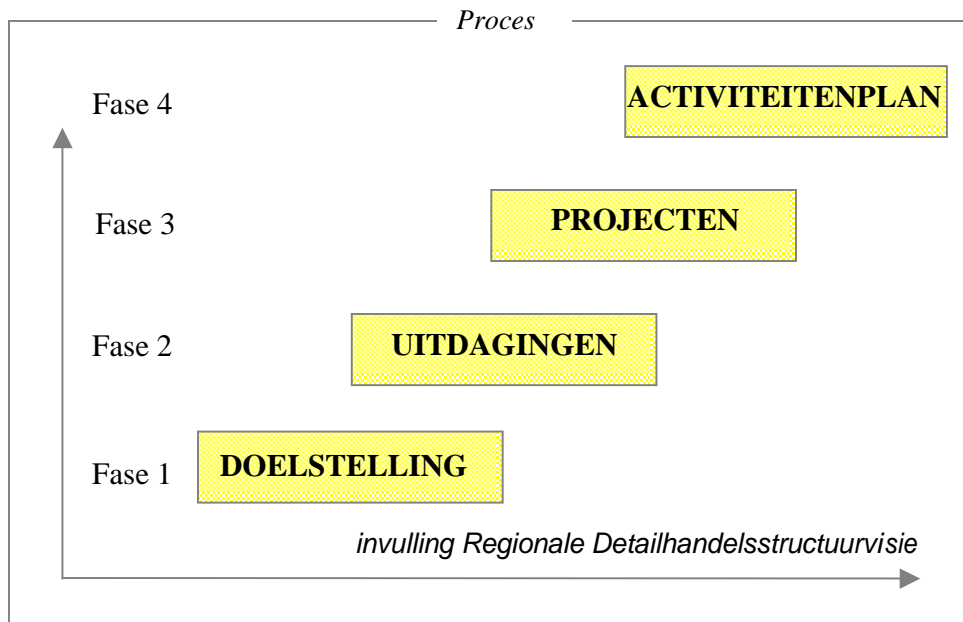 Proces
Fase 4 ACTIVITEITENPLAN
Fase 3 PROJECTEN
Fase 2 UITDAGINGEN
Fase 1 DOELSTELLING
invulling Regionale Detailhandelsstructuurvisie